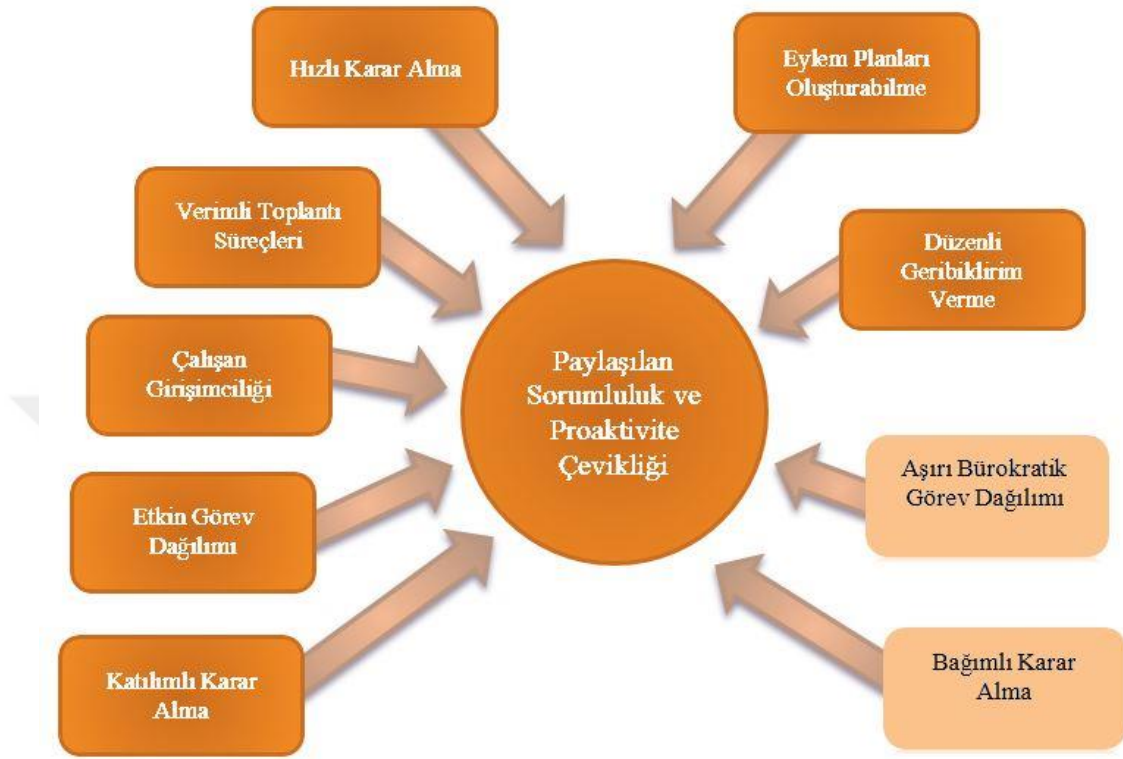 Hızlı Karar Alma
Eylem Planları
Oluşturabilme
Verimli Toplantı
Süreçleri
Düzenli
Geribildirim
Verme
Çalışan
Girişimciliği
Paylaşılan
Sorumluluk ve
Proaktivite
Çevikliği
Aşırı Bürokratik
Görev Dağılımı
Etkin Görev
Dağılımı
Katılımlı Karar
Alma
Bağımlı Karar
Alma